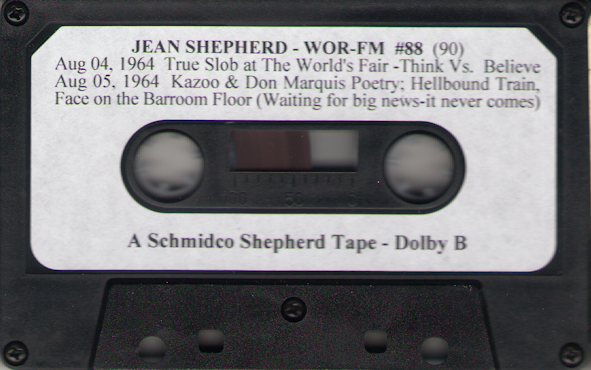 JEAN SHEPHERD - WOR-FM #88 (90)
Aug 04, 1964 True Slob at The World's Fair -Think Vs. Believe
Aug 05, 1964 Kazoo & Don Marquis Poetry; Hellbound Train,
Face on the Barroom Floor (Waiting for big news-it never comes)
100 50
A Schmidco Shepherd Tape - Dolby B